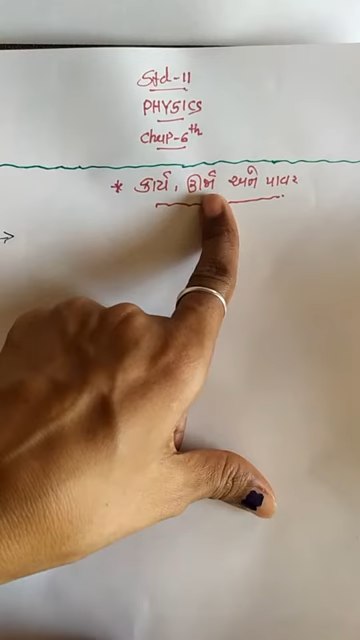 Std-11
PHYSICS
Chap-6th
* કાર્ય, ઊર્જા અને પાવર